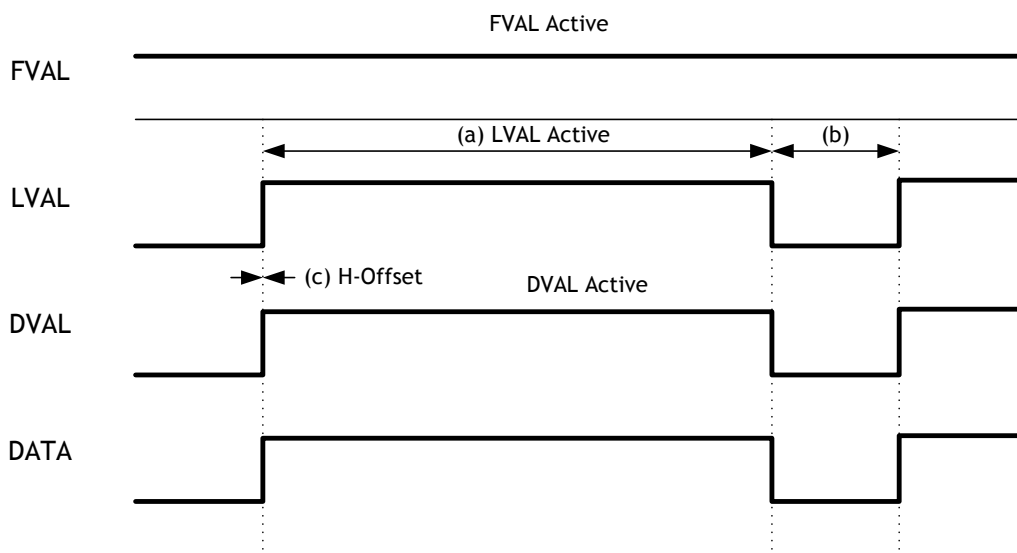 FVAL Active
FVAL
(a) LVAL Active
(b)
LVAL
(c) H-Offset
DVAL Active
DVAL
DATA